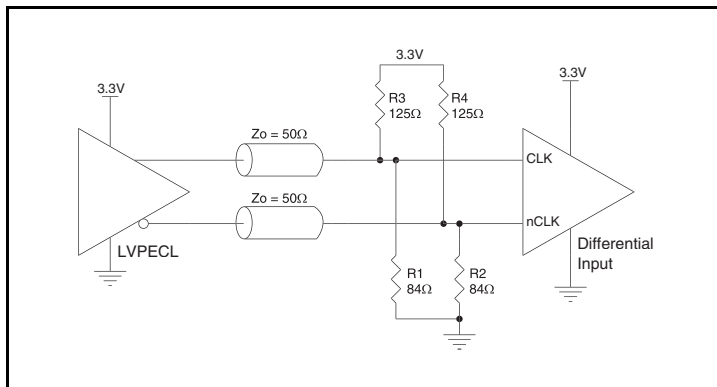 3.3V
3.3V
3.3V
R3
125Ω
R4
125Ω
Zo = 50Ω
CLK
Zo = 50Ω
nCLK
LVPECL
Differential
Input
R1
84Ω
R2
84Ω